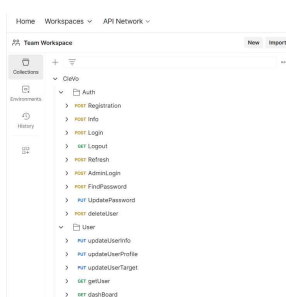 Home Workspaces API Network
Team Workspace New Import
Collections
CleVo
Auth
Environments
POST Registration
POST Info
History
POST Login
GET Logout
POST Refresh
POST AdminLogin
POST FindPassword
PUT UpdatePassword
POST deleteUser
User
PUT updateUserInfo
PUT updateUserProfile
PUT updateUserTarget
GET getUser
GET dashBoard